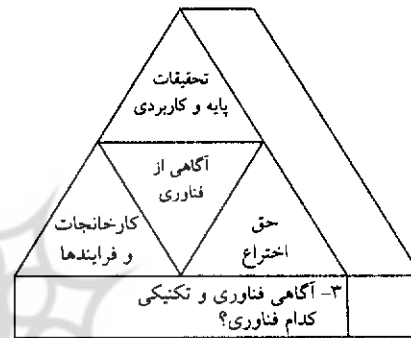 تحقیقات
پایه و کاربردی
آگاهی از
فناوری
کارخانجات
و فرایندها
حق
اختراع
۳- آگاهی فناوری و تکنیکی
کدام فناوری؟